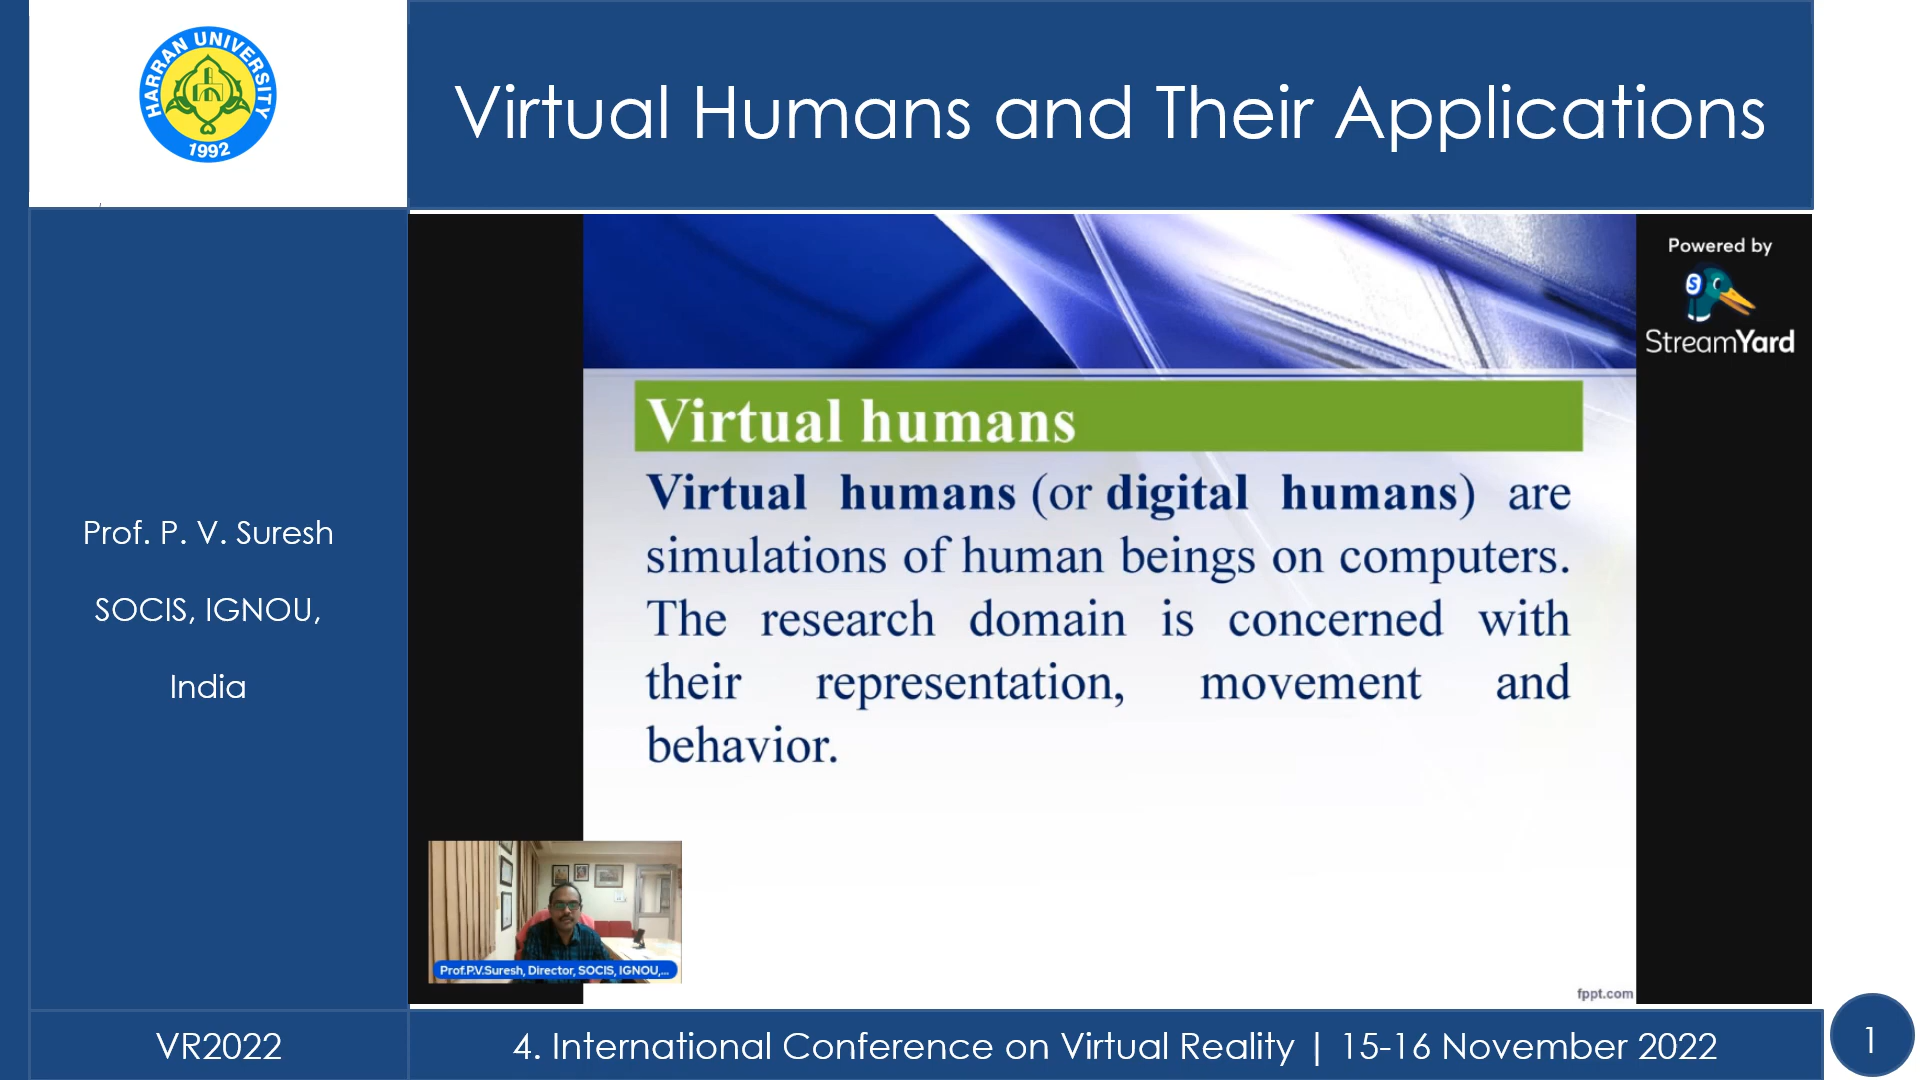 HARRAN UNIVERSITY
1992
Virtual Humans and Their Applications
Prof. P. V. Suresh
SOCIS, IGNOU,
India
Powered by
S
StreamYard
Virtual humans
Virtual humans (or digital humans) are
simulations of human beings on computers.
The research domain is concerned with
their representation, movement and
behavior.
Prof.P.V.Suresh, Director, SOCIS, IGNOU,...
fppt.com
VR2022
4. International Conference on Virtual Reality | 15-16 November 2022
1